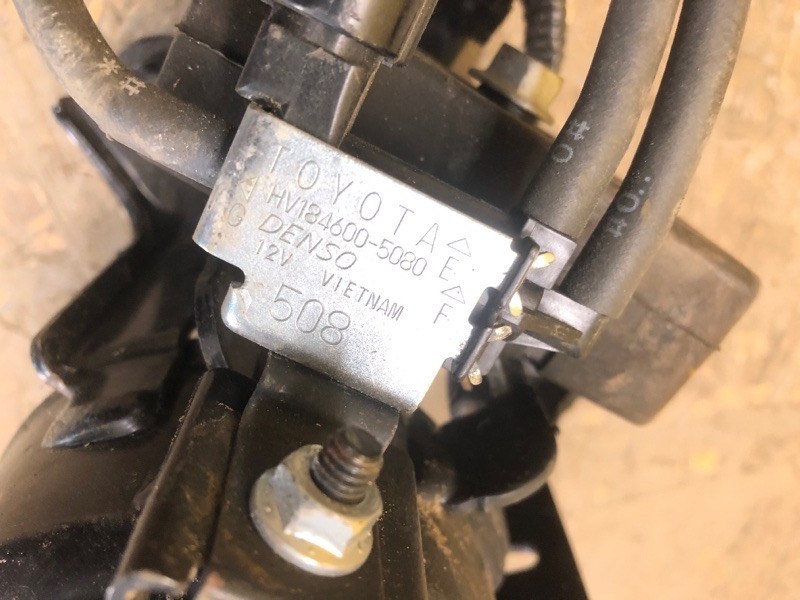 TOYOTA
HV184600-5080 E
G DENSO
12V VIETNAM F
508